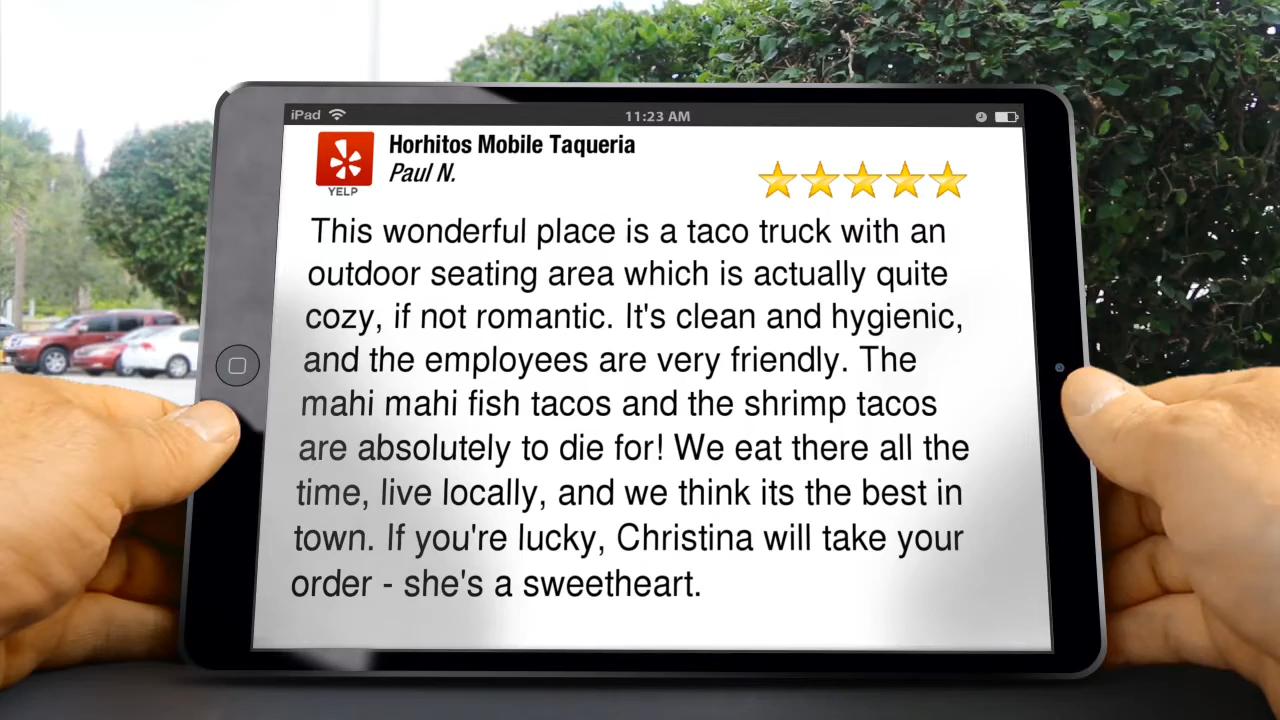 iPad
11:23 AM
Horhitos Mobile Taqueria
Paul N.
YELP
This wonderful place is a taco truck with an
outdoor seating area which is actually quite
cozy, if not romantic. It's clean and hygienic,
and the employees are very friendly. The
mahi mahi fish tacos and the shrimp tacos
are absolutely to die for! We eat there all the
time, live locally, and we think its the best in
town. If you're lucky, Christina will take your
order - she's a sweetheart.